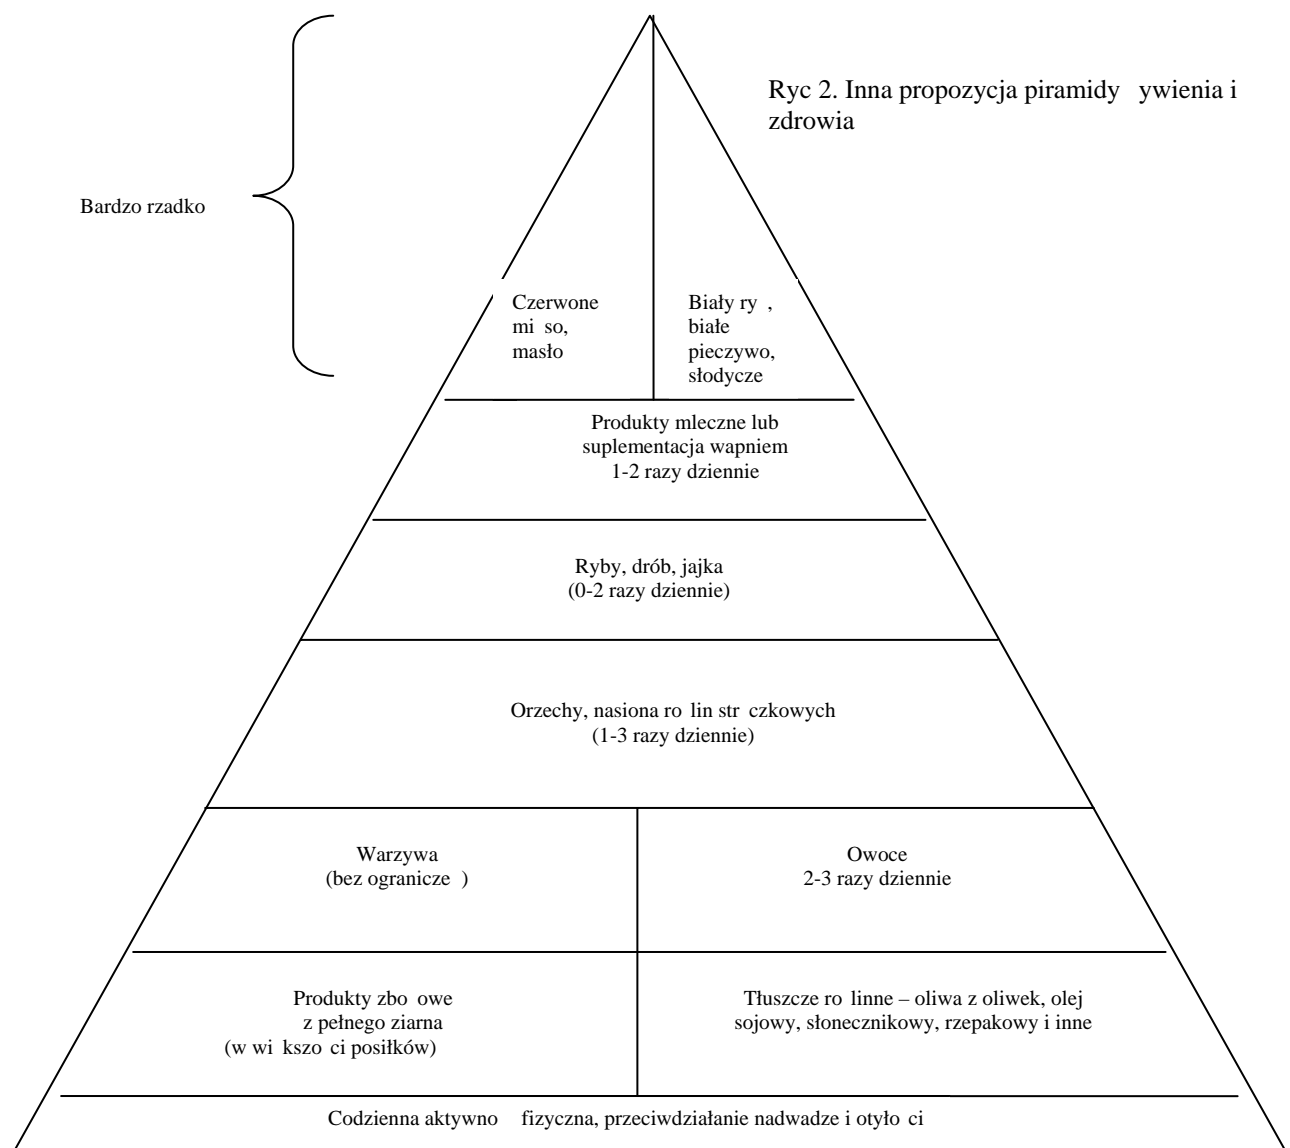 Ryc 2. Inna propozycja piramidy ywienia i
zdrowia
Bardzo rzadko
Czerwone
mi so,
masło
Biały ry ,
białe
pieczywo,
słodycze
Produkty mleczne lub
suplementacja wapniem
1-2 razy dziennie
Ryby, drób, jajka
(0-2 razy dziennie)
Orzechy, nasiona ro lin str czkowych
(1-3 razy dziennie)
Warzywa
(bez ogranicze )
Owoce
2-3 razy dziennie
Produkty zbo owe
z pełnego ziarna
(w wi kszo ci posiłków)
Tłuszcze ro linne – oliwa z oliwek, olej
sojowy, słonecznikowy, rzepakowy i inne
Codzienna aktywno fizyczna, przeciwdziałanie nadwadze i otyło ci